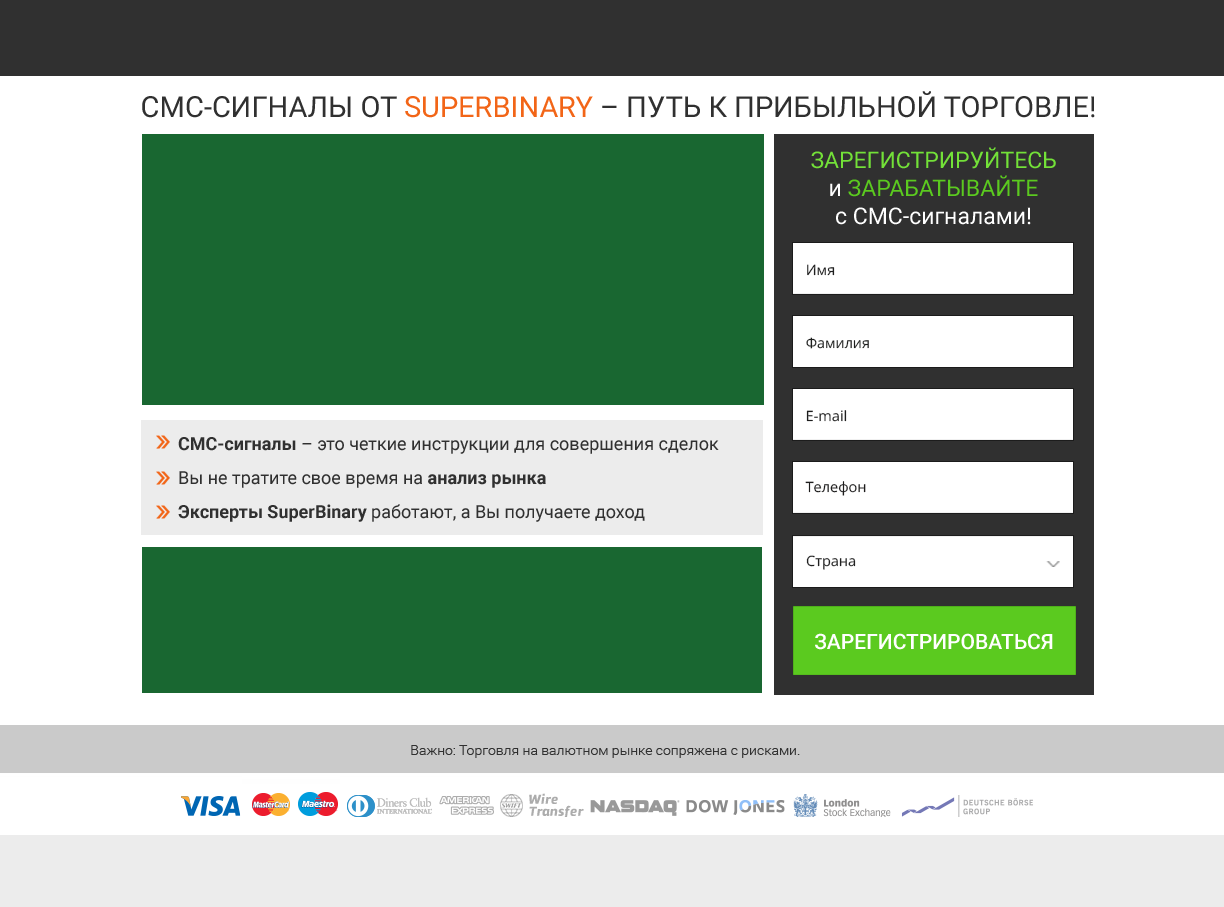 СМС-СИГНАЛЫ ОТ SUPERBINARY – ПУТЬ К ПРИБЫЛЬНОЙ ТОРГОВЛЕ!
СМС-сигналы – это четкие инструкции для совершения сделок
Вы не тратите свое время на анализ рынка
Эксперты SuperBinary работают, а Вы получаете доход
ЗАРЕГИСТРИРУЙТЕСЬ
и ЗАРАБАТЫВАЙТЕ
с СМС-сигналами!
Имя
Фамилия
E-mail
Телефон
Страна
ЗАРЕГИСТРИРОВАТЬСЯ
Важно: Торговля на валютном рынке сопряжена с рисками.
VISA
MasterCard
Maestro
Diners Club
INTERNATIONAL
AMERICAN
EXPRESS
SWIFT
Wire
Transfer
NASDAQ
DOW JONES
London
Stock Exchange
DEUTSCHE BÖRSE
GROUP